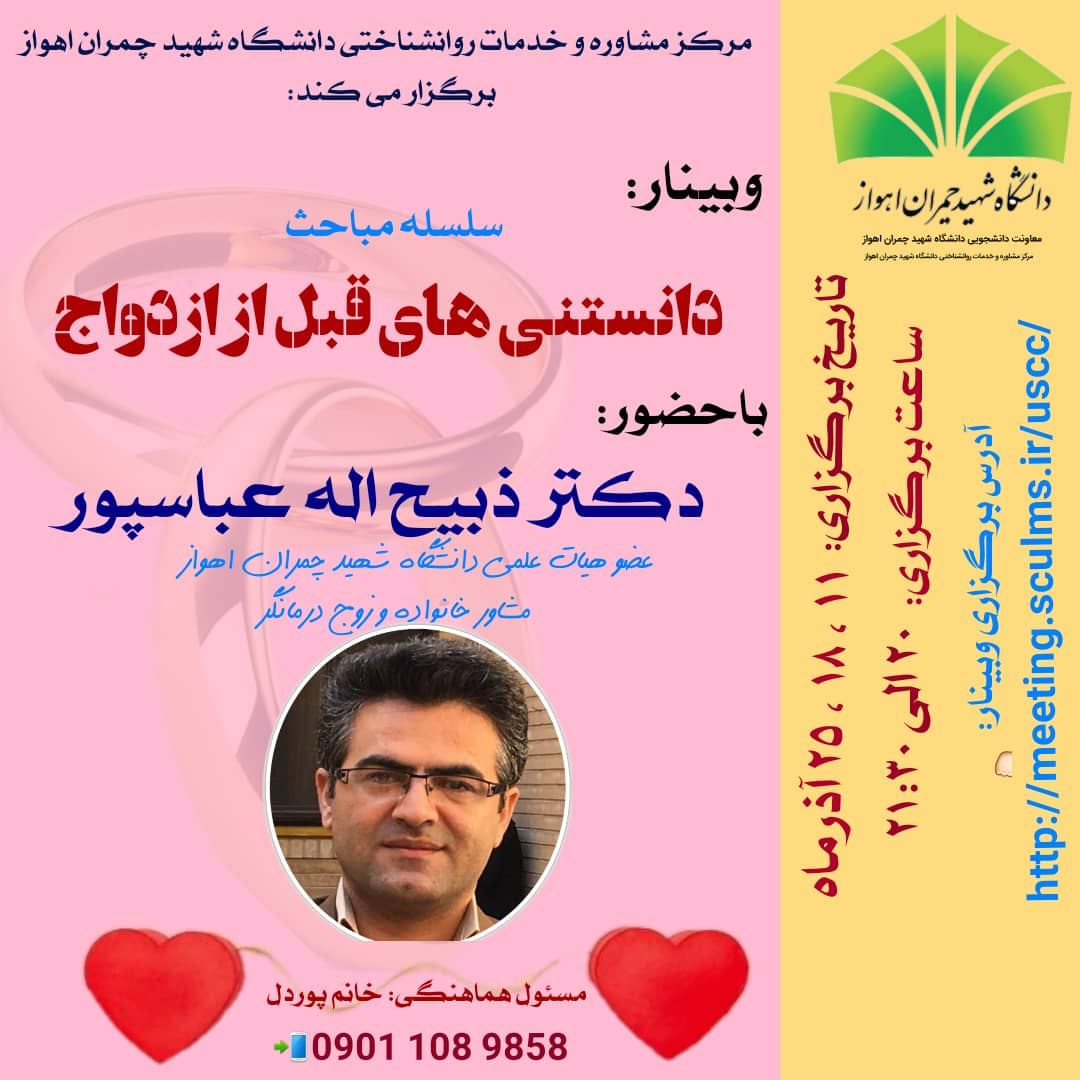 مرکز مشاوره و خدمات روانشناختی دانشگاه شهید چمران اهواز
برگزار می کند:
وبینار:
سلسله مباحث
دانستنی های قبل از ازدواج
باحضور:
دکتر ذبیح اله عباسپور
عضو هیات علمی دانشگاه شهید چمران اهواز
مشاور خانواده و زوج درمانگر
مسئول هماهنگی: خانم پوردل
0901 108 9858
دانشگاه شهید چمران اهواز
معاونت دانشجویی دانشگاه شهید چمران اهواز
مرکز مشاوره و خدمات روانشناختی دانشگاه شهید چمران اهواز
تاریخ برگزاری: ۱۱ ، ۱۸ ، ۲۵ آذرماه
ساعت برگزاری: ۲۰ الی ۲۱:۳۰
آدرس برگزاری وبینار:
http://meeting.sculms.ir/uscc/